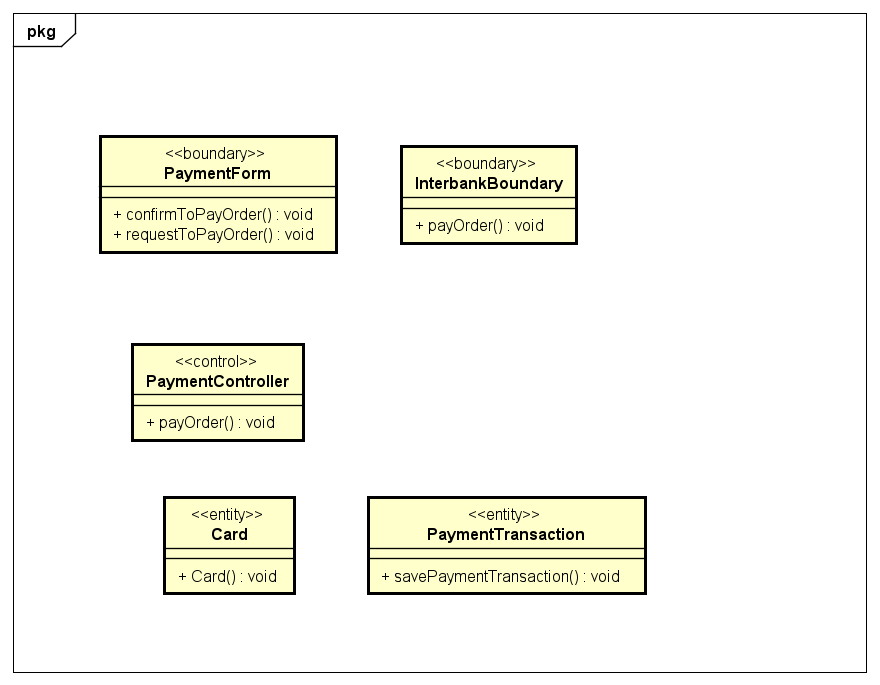 pkg
<<boundary>>
PaymentForm
+ confirmToPayOrder() : void
+ requestToPayOrder() : void
<<boundary>>
InterbankBoundary
+ payOrder() : void
<<control>>
PaymentController
+ payOrder() : void
<<entity>>
Card
+ Card() : void
<<entity>>
PaymentTransaction
+ savePaymentTransaction() : void